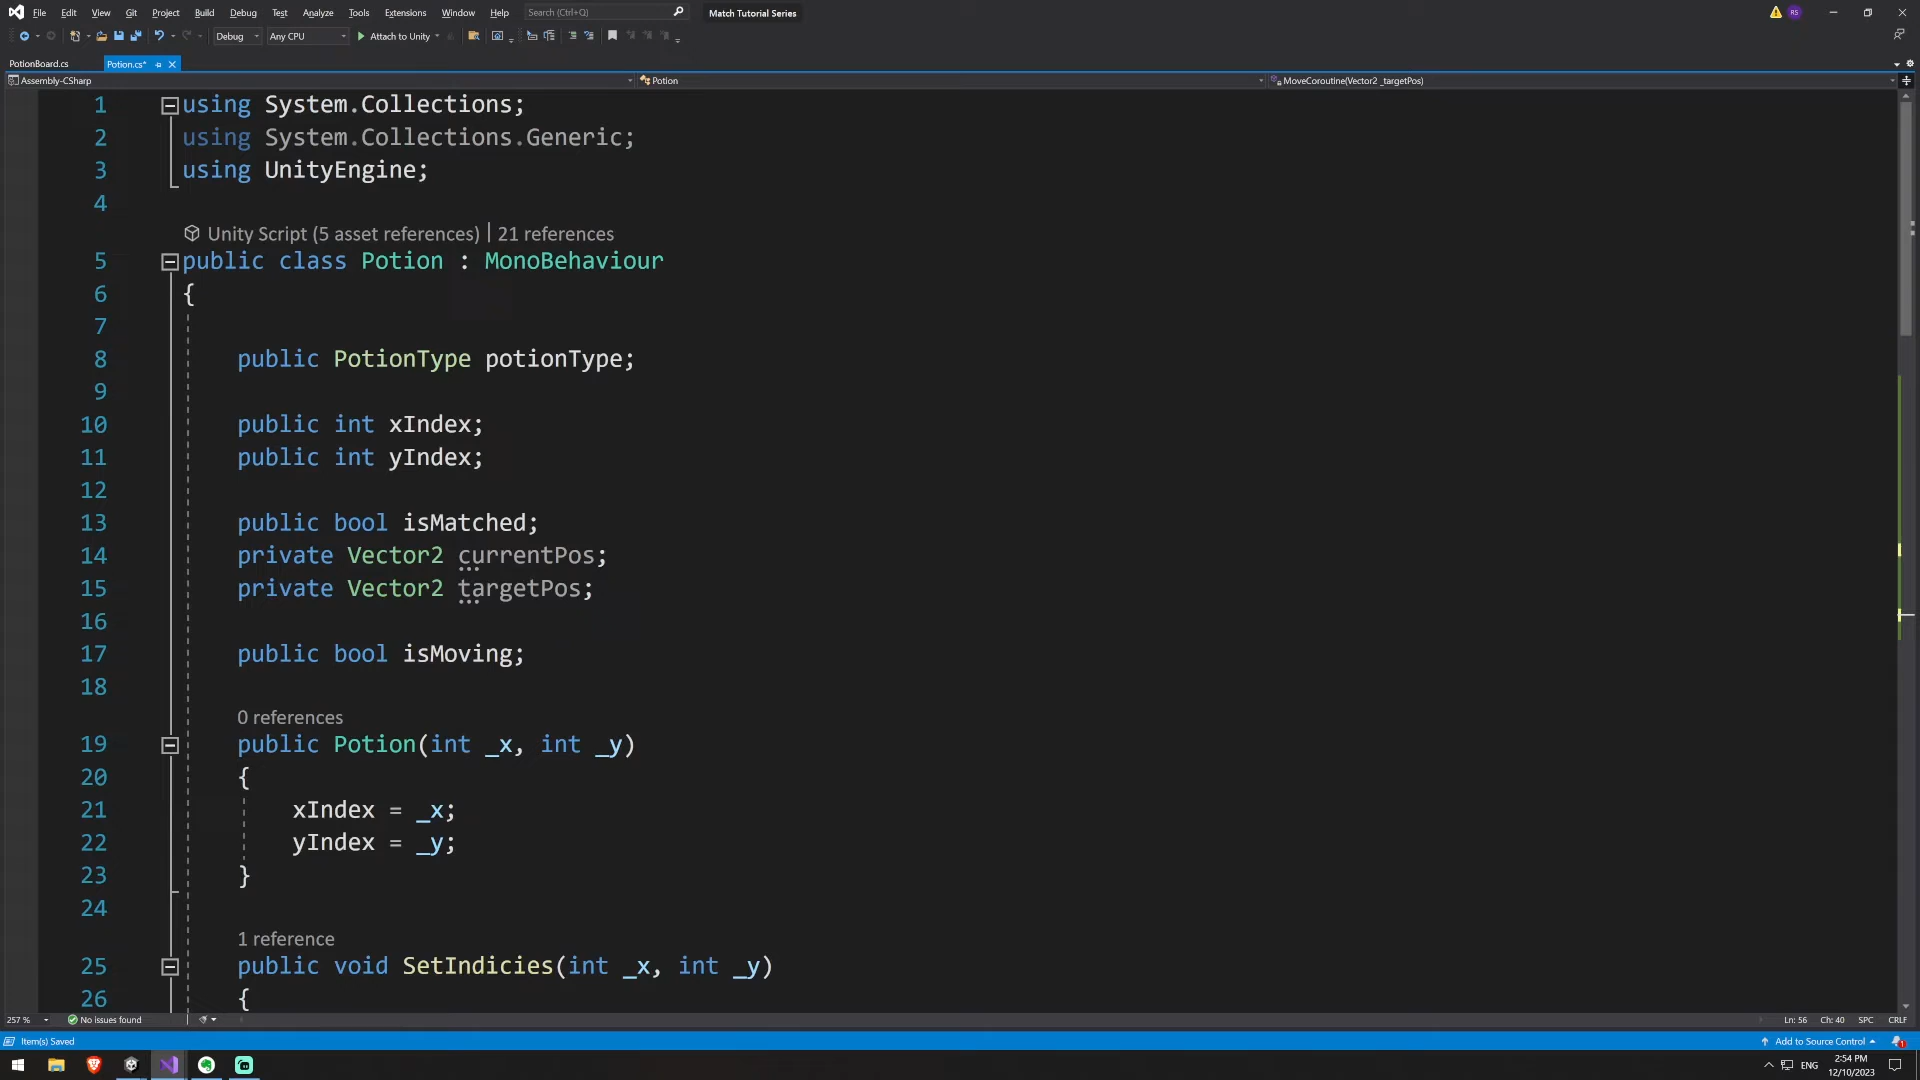 File Edit View Git Project Build Debug Test Analyze Tools Extensions Window Help Search (Ctrl+Q) Match Tutorial Series RS
Debug Any CPU Attach to Unity
PotionBoard.cs Potion.cs*
Assembly-CSharp Potion MoveCoroutine(Vector2 _targetPos)
1 using System.Collections;
2 using System.Collections.Generic;
3 using UnityEngine;
4
Unity Script (5 asset references) | 21 references
5 public class Potion : MonoBehaviour
6 {
7
8 public PotionType potionType;
9
10 public int xIndex;
11 public int yIndex;
12
13 public bool isMatched;
14 private Vector2 currentPos;
15 private Vector2 targetPos;
16
17 public bool isMoving;
18
0 references
19 public Potion(int _x, int _y)
20 {
21 xIndex = _x;
22 yIndex = _y;
23 }
24
1 reference
25 public void SetIndicies(int _x, int _y)
26 {
257 % No issues found Ln: 56 Ch: 40 SPC CRLF
Item(s) Saved Add to Source Control 1
ENG 2:54 PM
12/10/2023